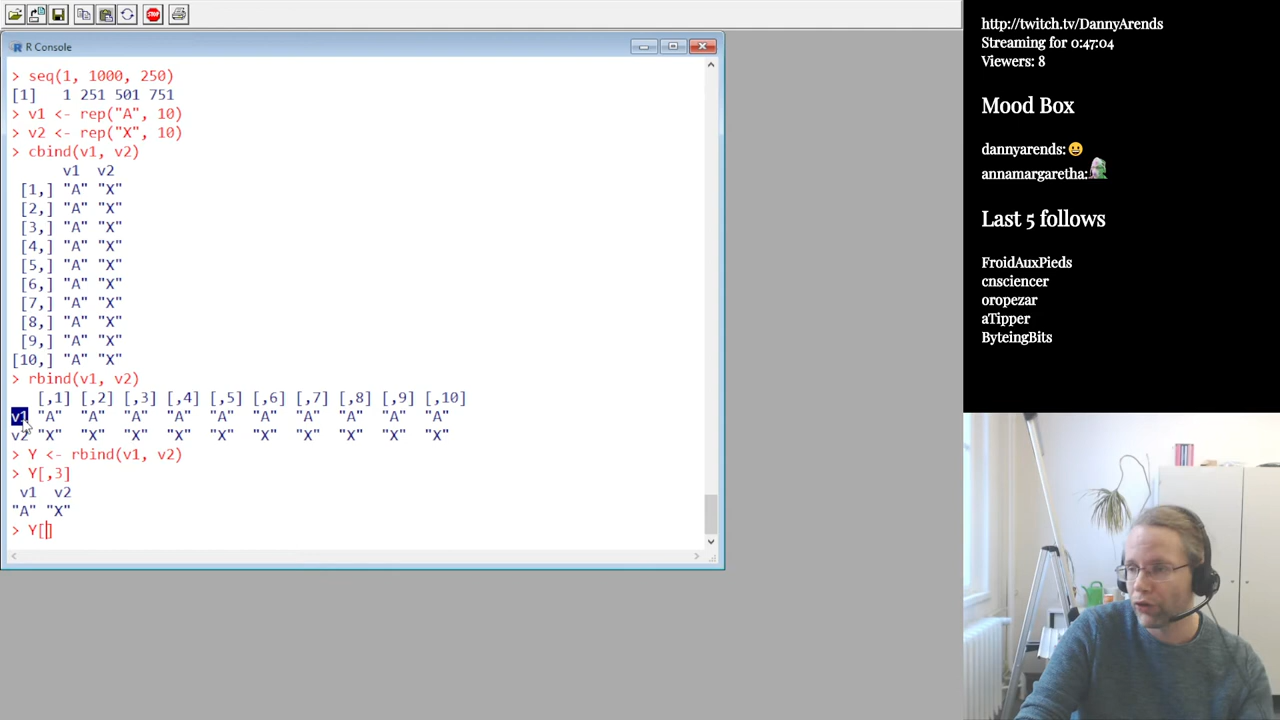 R Console
> seq(1, 1000, 250)
[1]   1 251 501 751
> v1 <- rep("A", 10)
> v2 <- rep("X", 10)
> cbind(v1, v2)
      v1  v2
 [1,] "A" "X"
 [2,] "A" "X"
 [3,] "A" "X"
 [4,] "A" "X"
 [5,] "A" "X"
 [6,] "A" "X"
 [7,] "A" "X"
 [8,] "A" "X"
 [9,] "A" "X"
[10,] "A" "X"
> rbind(v1, v2)
   [,1] [,2] [,3] [,4] [,5] [,6] [,7] [,8] [,9] [,10]
v1 "A"  "A"  "A"  "A"  "A"  "A"  "A"  "A"  "A"  "A"
v2 "X"  "X"  "X"  "X"  "X"  "X"  "X"  "X"  "X"  "X"
> Y <- rbind(v1, v2)
> Y[,3]
 v1  v2
"A" "X"
> Y[]
http://twitch.tv/DannyArends
Streaming for 0:47:04
Viewers: 8
Mood Box
dannyarends:
annamargaretha:
Last 5 follows
FroidAuxPieds
cnsciencer
oropezar
aTipper
ByteingBits
STOP